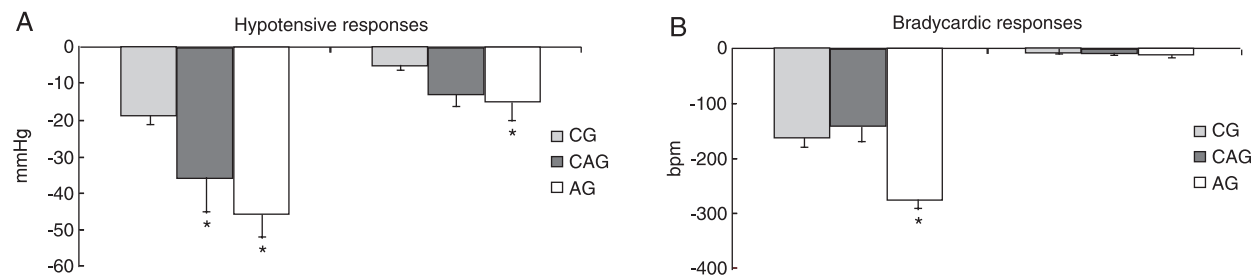 A
Hypotensive responses
mmHg
0
-10
-20
-30
-40
-50
-60
*
*
*
CG
CAG
AG
B
Bradycardic responses
bpm
0
-100
-200
-300
-400
*
CG
CAG
AG